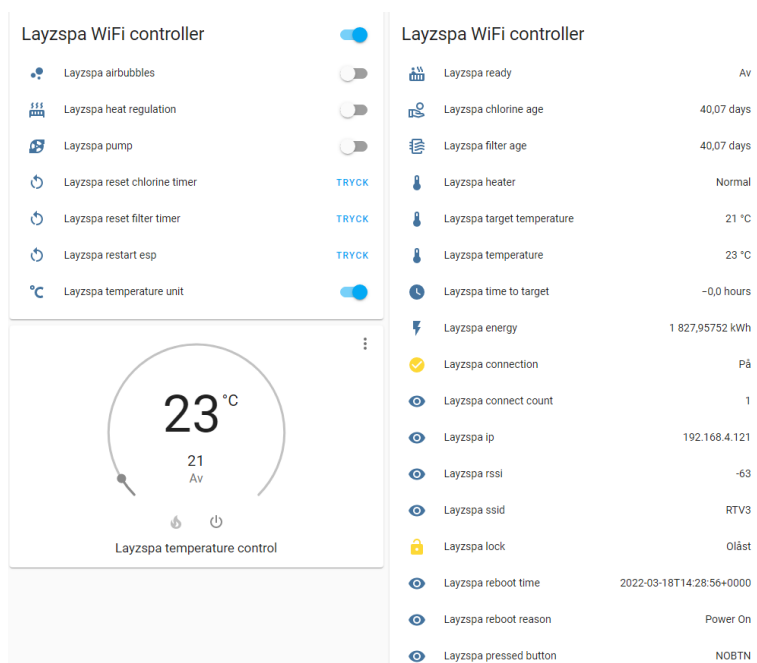 Layzspa WiFi controller
Layzspa airbubbles
Layzspa heat regulation
Layzspa pump
Layzspa reset chlorine timer TRYCK
Layzspa reset filter timer TRYCK
Layzspa restart esp TRYCK
°C Layzspa temperature unit
23 °C
21
Av
Layzspa temperature control
Layzspa WiFi controller
Layzspa ready Av
Layzspa chlorine age 40,07 days
Layzspa filter age 40,07 days
Layzspa heater Normal
Layzspa target temperature 21 °C
Layzspa temperature 23 °C
Layzspa time to target −0,0 hours
Layzspa energy 1 827,95752 kWh
Layzspa connection På
Layzspa connect count 1
Layzspa ip 192.168.4.121
Layzspa rssi -63
Layzspa ssid RTV3
Layzspa lock Olåst
Layzspa reboot time 2022-03-18T14:28:56+0000
Layzspa reboot reason Power On
Layzspa pressed button NOBTN